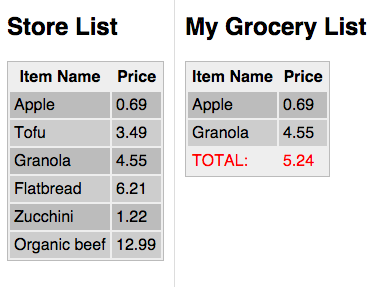 Store List
Item Name Price
Apple 0.69
Tofu 3.49
Granola 4.55
Flatbread 6.21
Zucchini 1.22
Organic beef 12.99
My Grocery List
Item Name Price
Apple 0.69
Granola 4.55
TOTAL: 5.24